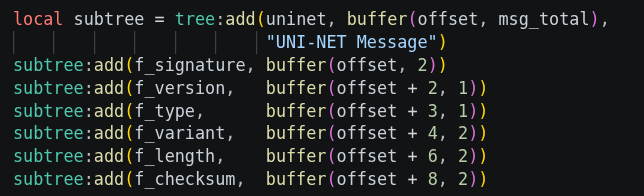 local subtree = tree:add(uninet, buffer(offset, msg_total),
                         "UNI-NET Message")
subtree:add(f_signature, buffer(offset, 2))
subtree:add(f_version,   buffer(offset + 2, 1))
subtree:add(f_type,      buffer(offset + 3, 1))
subtree:add(f_variant,   buffer(offset + 4, 2))
subtree:add(f_length,    buffer(offset + 6, 2))
subtree:add(f_checksum,  buffer(offset + 8, 2))